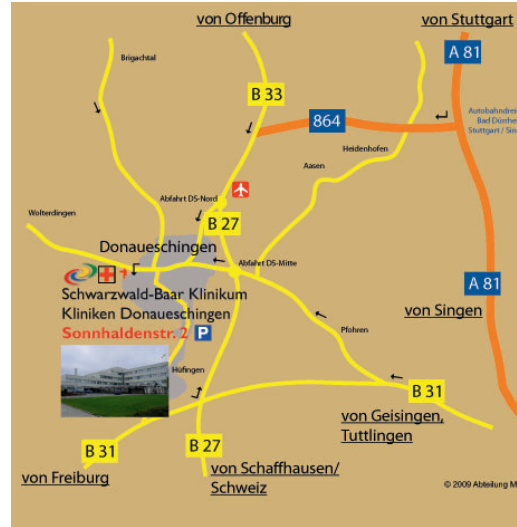 von Offenburg
von Stuttgart
A 81
Brigachtal
B 33
864
Autobahndrei
Bad Dürrhe
Stuttgart / Sin
Heidenhofen
Aasen
Abfahrt DS-Nord
Wolterdingen
B 27
Donaueschingen
Abfahrt DS-Mitte
A 81
Schwarzwald-Baar Klinikum
Kliniken Donaueschingen
von Singen
Sonnhaldenstr. 2 P
Pfohren
Hüfingen
B 31
von Geisingen,
Tuttlingen
B 31
B 27
von Freiburg
von Schaffhausen/
Schweiz
© 2009 Abteilung M